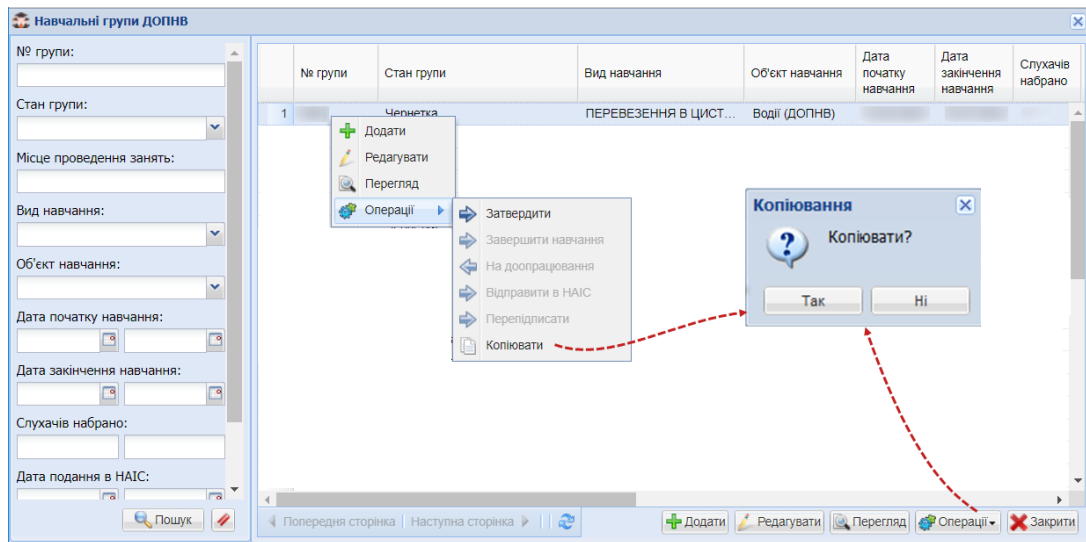 Навчальні групи ДОПНВ
№ групи:
Стан групи:
Місце проведення занять:
Вид навчання:
Об'єкт навчання:
Дата початку навчання:
Дата закінчення навчання:
Слухачів набрано:
Дата подання в НАІС:
Пошук
№ групи Стан групи Вид навчання Об'єкт навчання Дата початку навчання Дата закінчення навчання Слухачів набрано
1 Чернетка ПЕРЕВЕЗЕННЯ В ЦИСТ... Водії (ДОПНВ)
Додати
Редагувати
Перегляд
Операції
Затвердити
Завершити навчання
На доопрацювання
Відправити в НАІС
Перепідписати
Копіювати
Копіювання
Копіювати?
Так Ні
Попередня сторінка Наступна сторінка
Додати Редагувати Перегляд Операції Закрити